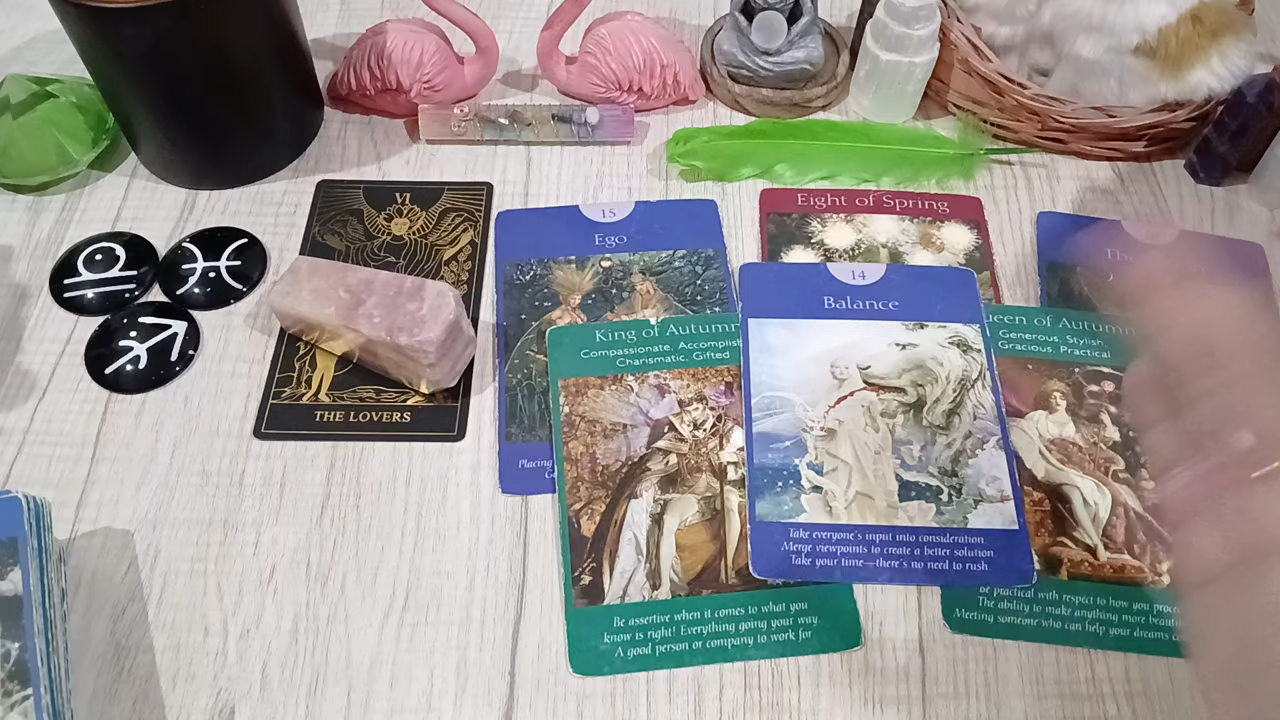 VI
THE LOVERS
15
Ego
Placing
Eight of Spring
The
King of Autumn
Compassionate, Accomplish
Charismatic, Gifted
Be assertive when it comes to what you
know is right! Everything going your way.
A good person or company to work for
14
Balance
Take everyone's input into consideration.
Merge viewpoints to create a better solution.
Take your time—there's no need to rush.
ueen of Autumn
Generous, Stylish,
Gracious, Practical
Be practical with respect to how you
The ability to make anything more
Meeting someone who can help your dreams